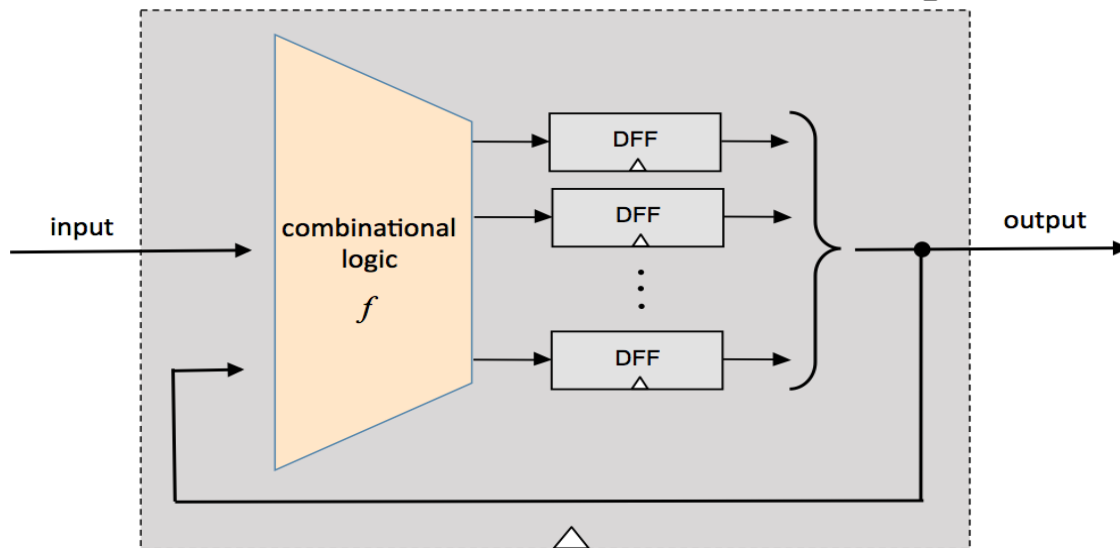 input
combinational
logic
f
DFF
DFF
DFF
output